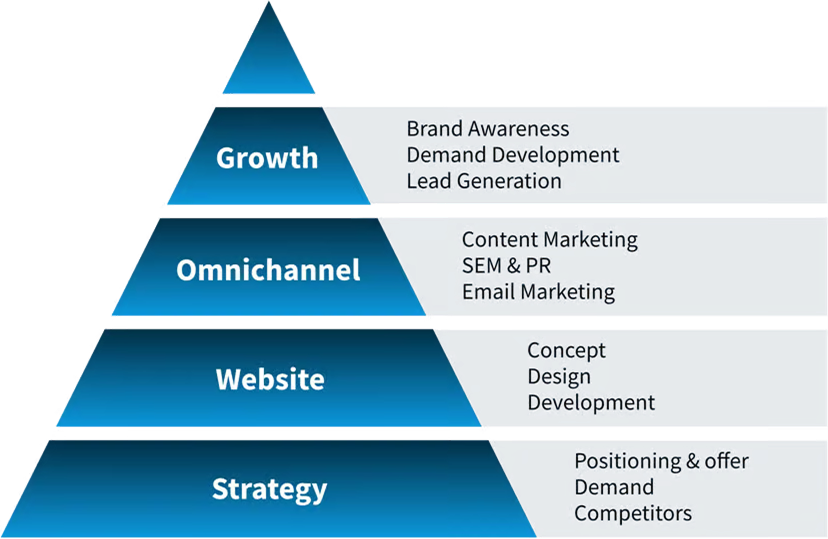 Growth
Brand Awareness
Demand Development
Lead Generation
Omnichannel
Content Marketing
SEM & PR
Email Marketing
Website
Concept
Design
Development
Strategy
Positioning & offer
Demand
Competitors